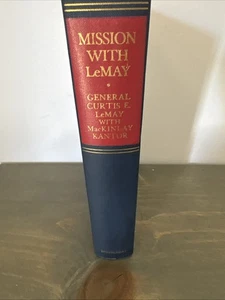 MISSION
WITH
LeMAY
GENERAL
CURTIS E.
LeMAY
WITH
MacKINLAY
KANTOR